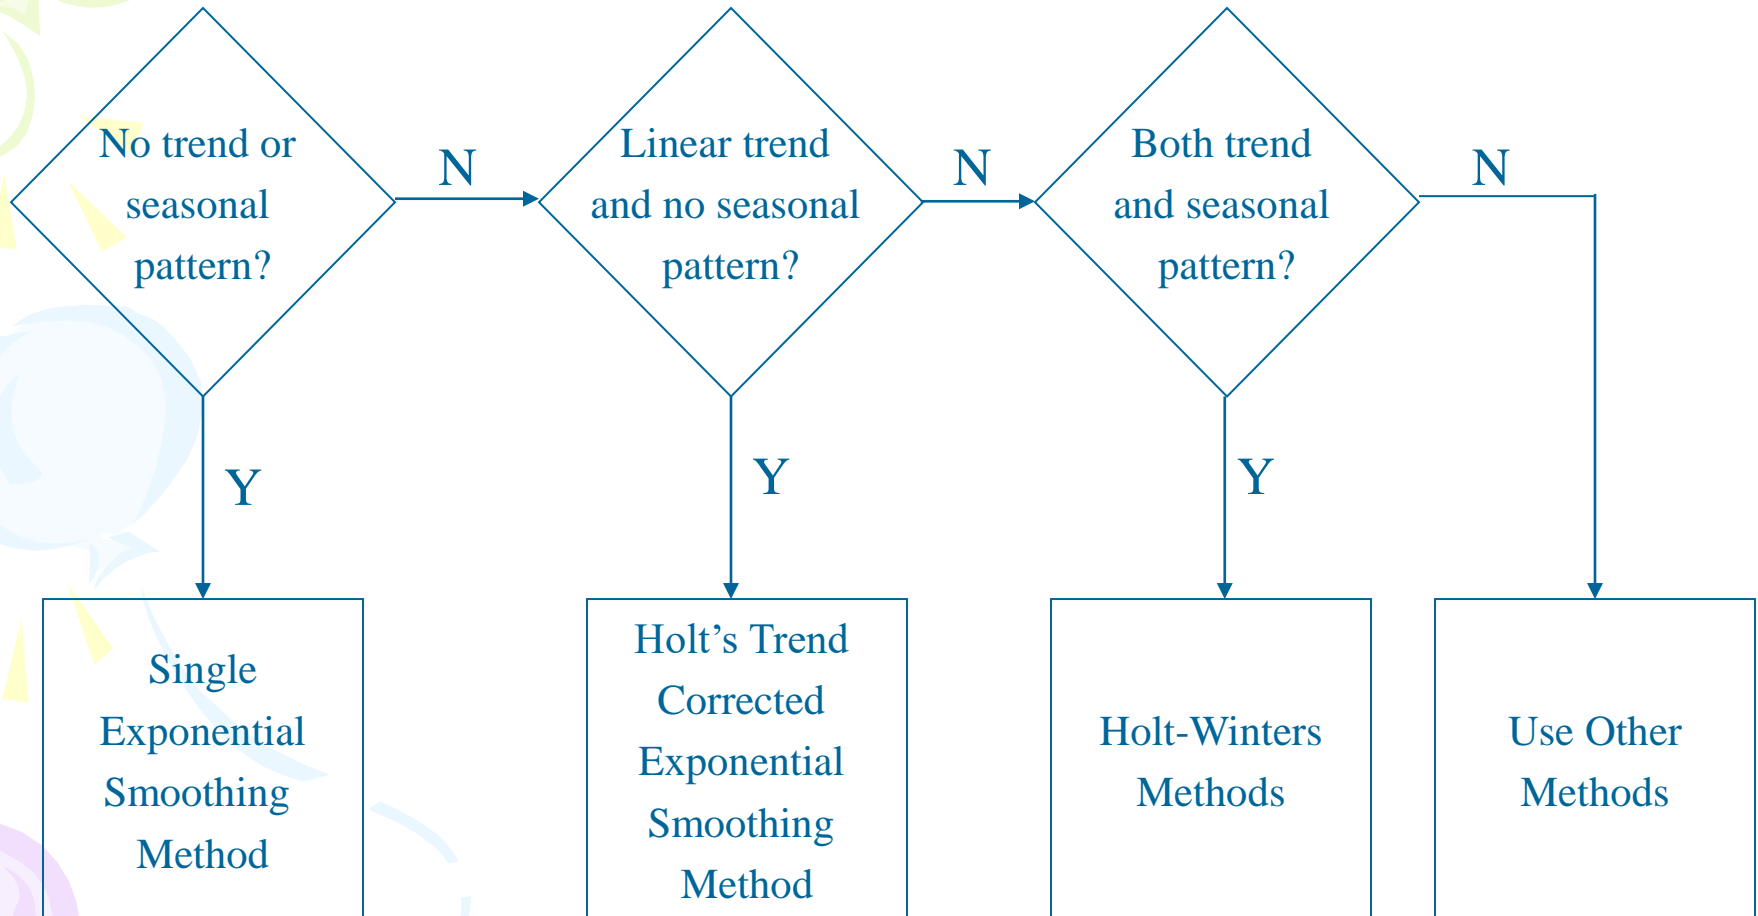 No trend or
seasonal
pattern?
N
Linear trend
and no seasonal
pattern?
N
Both trend
and seasonal
pattern?
N
Y
Y
Y
Single
Exponential
Smoothing
Method
Holt’s Trend
Corrected
Exponential
Smoothing
Method
Holt-Winters
Methods
Use Other
Methods